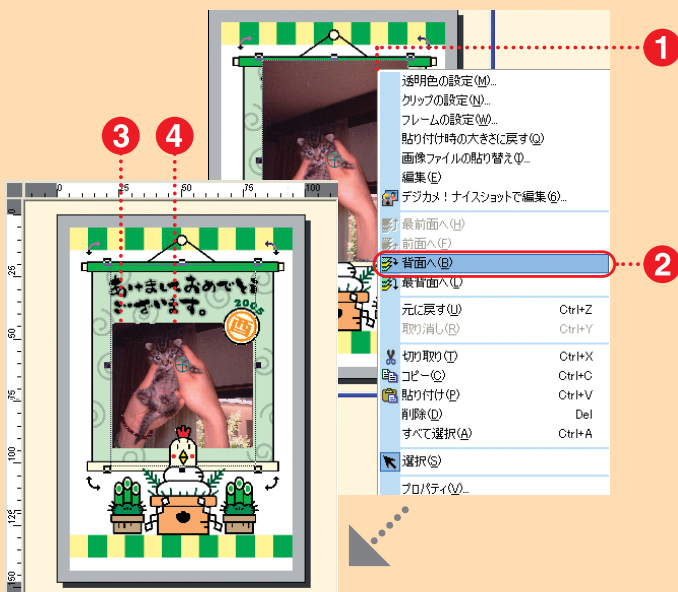 1
透明色の設定(M)...
クリップの設定(N)...
フレームの設定(W)...
貼り付け時の大きさに戻す(Q)
画像ファイルの貼り替え(I)...
編集(E)
デジカメ!ナイスショットで編集(6)...
最前面へ(H)
前面へ(F)
背面へ(B)
2
最背面へ(L)
元に戻す(U) Ctrl+Z
取り消し(R) Ctrl+Y
切り取り(T) Ctrl+X
コピー(C) Ctrl+C
貼り付け(P) Ctrl+V
削除(D) Del
すべて選択(A) Ctrl+A
選択(S)
プロパティ(V)...
3 4
0 25 50 75 100
0
25
50
75
100
125
150
あけましておめでとう
ございます。
2005
酉